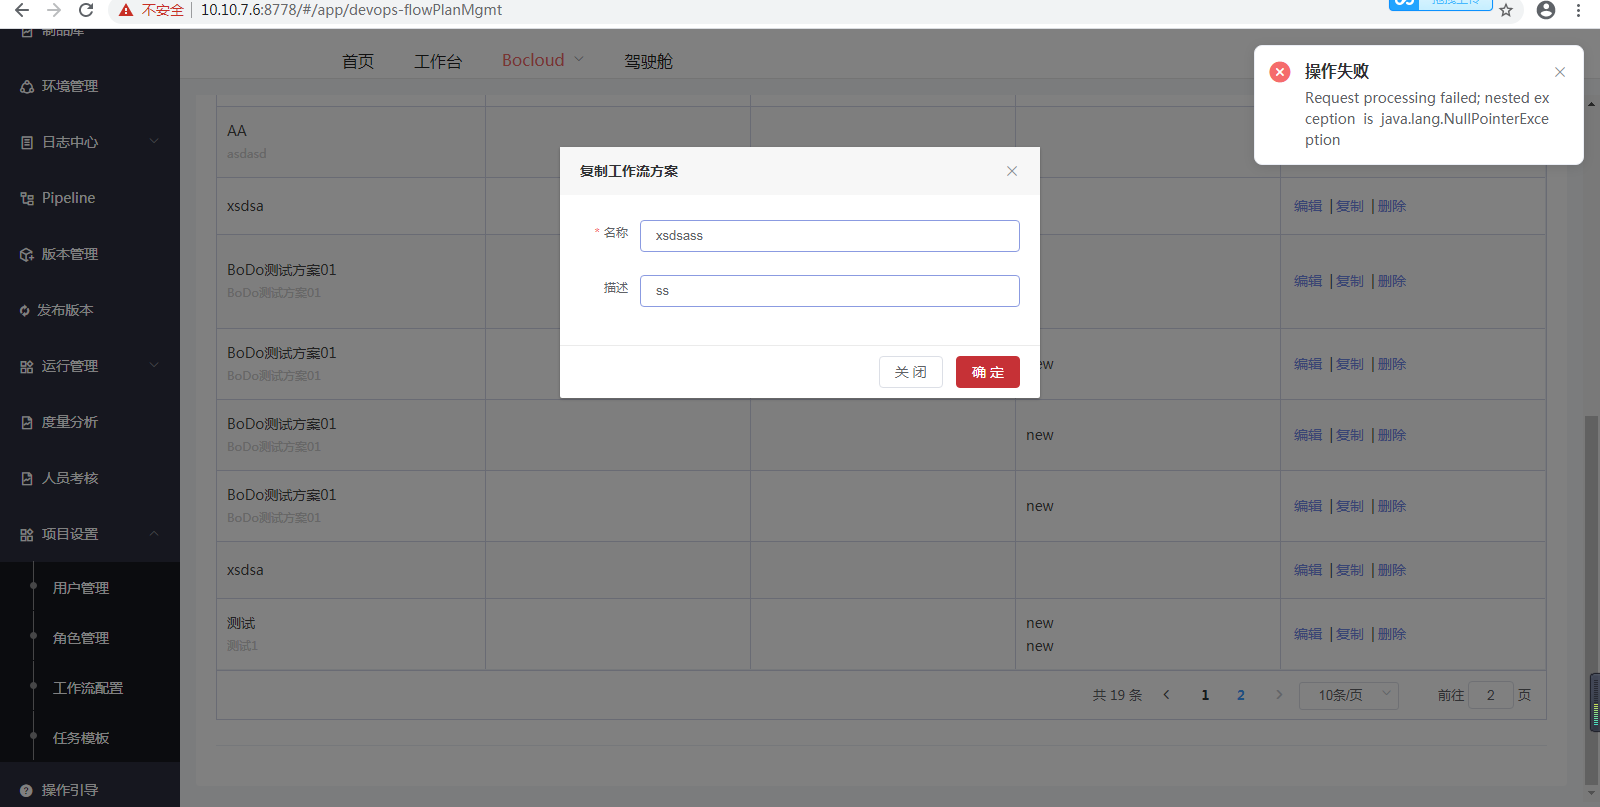 不安全 10.10.7.6:8778/#/app/devops-flowPlanMgmt
拖拽上传
制品库
环境管理
日志中心
Pipeline
版本管理
发布版本
运行管理
度量分析
人员考核
项目设置
用户管理
角色管理
工作流配置
任务模板
操作引导
首页 工作台 Bocloud 驾驶舱
操作失败
Request processing failed; nested ex
ception is java.lang.NullPointerExce
ption
复制工作流方案
* 名称 xsdsass
描述 ss
关 闭 确 定
AA
asdasd
xsdsa
编辑 | 复制 | 删除
BoDo测试方案01
BoDo测试方案01
编辑 | 复制 | 删除
BoDo测试方案01
BoDo测试方案01
ew
编辑 | 复制 | 删除
BoDo测试方案01
BoDo测试方案01
new
编辑 | 复制 | 删除
BoDo测试方案01
BoDo测试方案01
new
编辑 | 复制 | 删除
xsdsa
编辑 | 复制 | 删除
测试
测试1
new
new
编辑 | 复制 | 删除
共 19 条 1 2 10条/页 前往 2 页